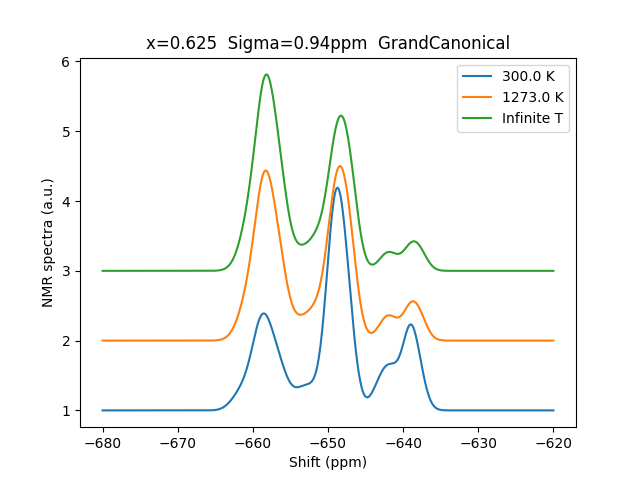 x=0.625  Sigma=0.94ppm  GrandCanonical
6
5
4
3
2
1
NMR spectra (a.u.)
300.0 K
1273.0 K
Infinite T
−680 −670 −660 −650 −640 −630 −620
Shift (ppm)